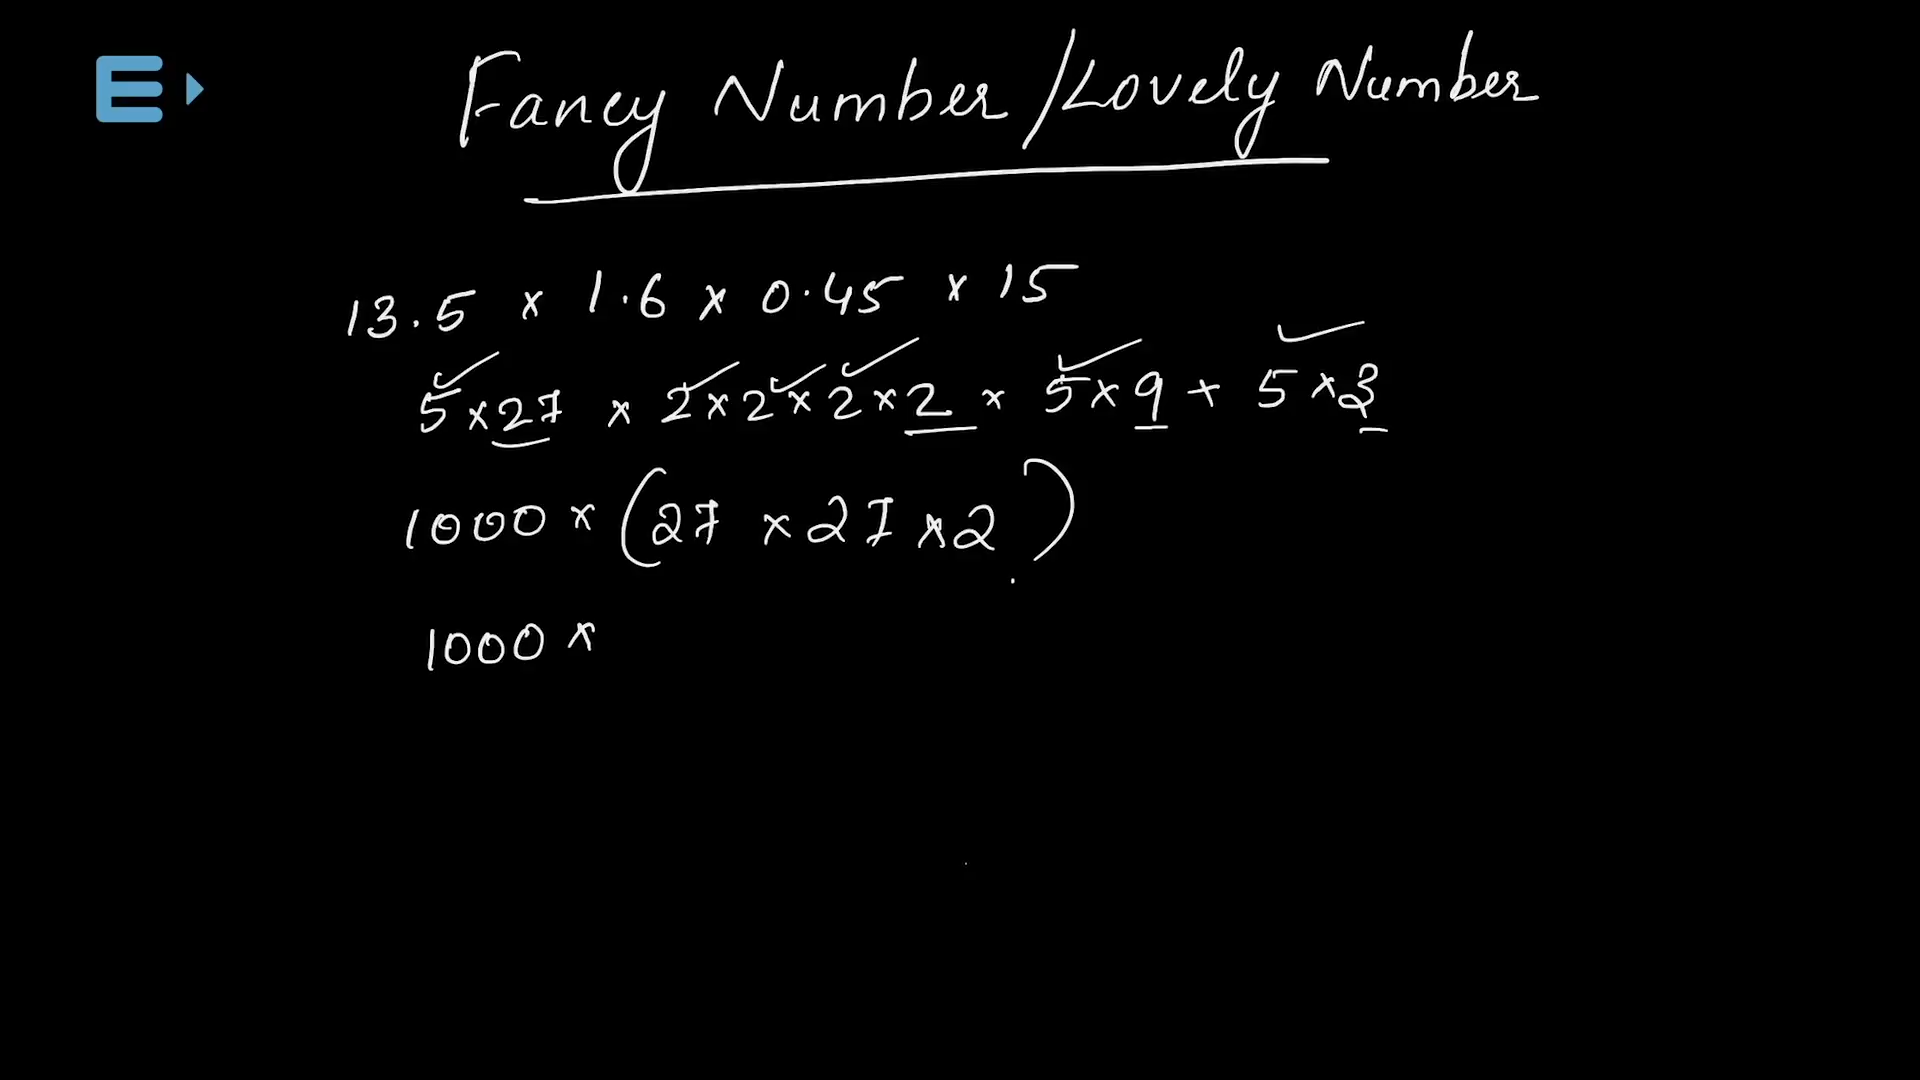 E
Fancy Number/Lovely Number
13.5 × 1.6 × 0.45 × 15
5×27 × 2×2×2×2 × 5×9 × 5×3
1000 × (27 × 27 × 2)
1000 ×